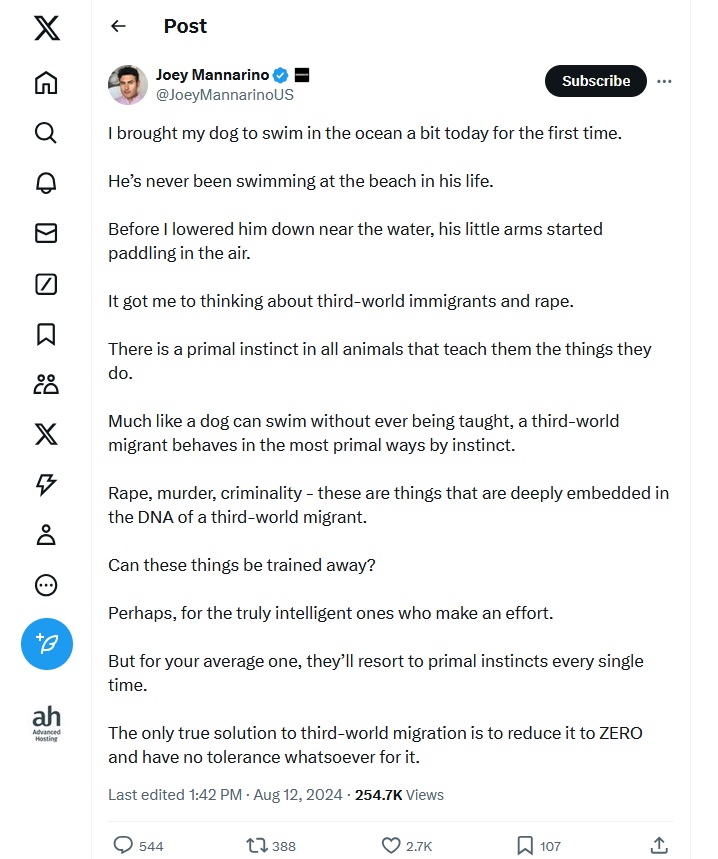 Post
Joey Mannarino
@JoeyMannarinoUS
Subscribe
I brought my dog to swim in the ocean a bit today for the first time.
He’s never been swimming at the beach in his life.
Before I lowered him down near the water, his little arms started
paddling in the air.
It got me to thinking about third-world immigrants and rape.
There is a primal instinct in all animals that teach them the things they
do.
Much like a dog can swim without ever being taught, a third-world
migrant behaves in the most primal ways by instinct.
Rape, murder, criminality - these are things that are deeply embedded in
the DNA of a third-world migrant.
Can these things be trained away?
Perhaps, for the truly intelligent ones who make an effort.
But for your average one, they’ll resort to primal instincts every single
time.
The only true solution to third-world migration is to reduce it to ZERO
and have no tolerance whatsoever for it.
Last edited 1:42 PM · Aug 12, 2024 · 254.7K Views
544 388 2.7K 107
ah
Advanced
Hosting